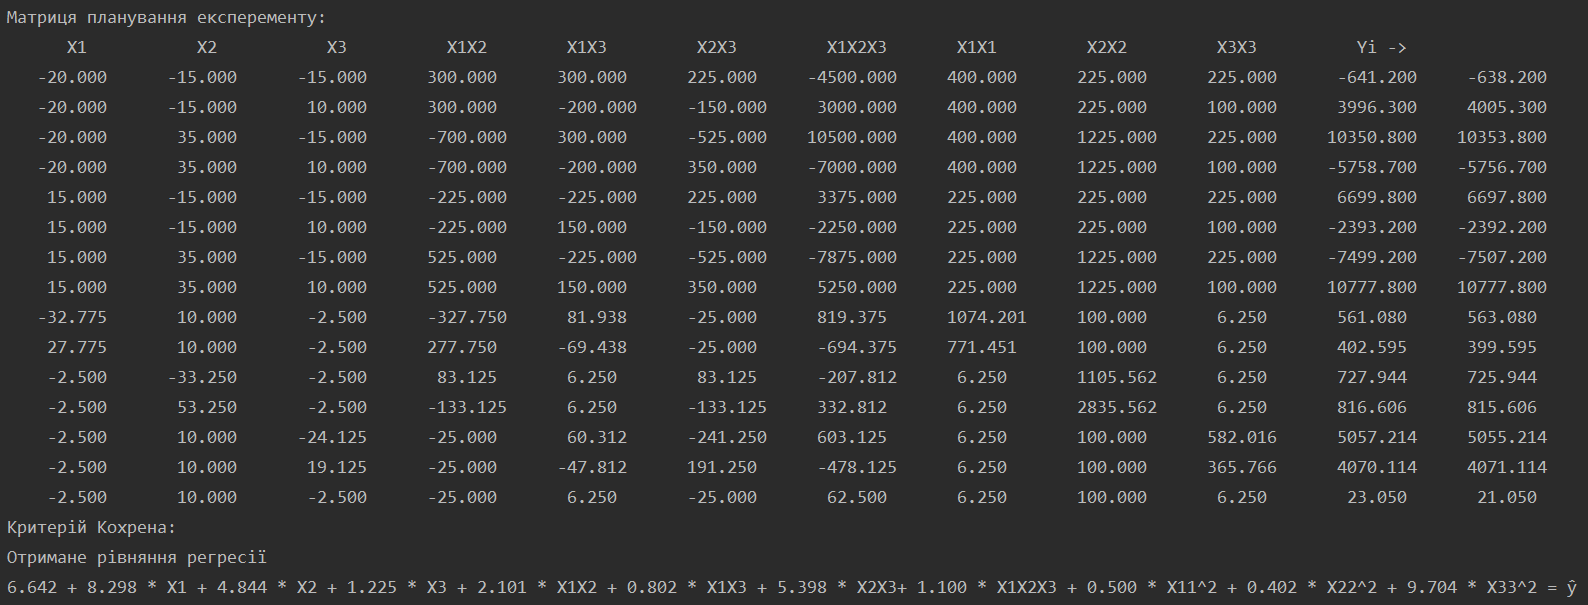 Матриця планування експеременту:
X1 X2 X3 X1X2 X1X3 X2X3 X1X2X3 X1X1 X2X2 X3X3 Yi ->
-20.000 -15.000 -15.000 300.000 300.000 225.000 -4500.000 400.000 225.000 225.000 -641.200 -638.200
-20.000 -15.000 10.000 300.000 -200.000 -150.000 3000.000 400.000 225.000 100.000 3996.300 4005.300
-20.000 35.000 -15.000 -700.000 300.000 -525.000 10500.000 400.000 1225.000 225.000 10350.800 10353.800
-20.000 35.000 10.000 -700.000 -200.000 350.000 -7000.000 400.000 1225.000 100.000 -5758.700 -5756.700
15.000 -15.000 -15.000 -225.000 -225.000 225.000 3375.000 225.000 225.000 225.000 6699.800 6697.800
15.000 -15.000 10.000 -225.000 150.000 -150.000 -2250.000 225.000 225.000 100.000 -2393.200 -2392.200
15.000 35.000 -15.000 525.000 -225.000 -525.000 -7875.000 225.000 1225.000 225.000 -7499.200 -7507.200
15.000 35.000 10.000 525.000 150.000 350.000 5250.000 225.000 1225.000 100.000 10777.800 10777.800
-32.775 10.000 -2.500 -327.750 81.938 -25.000 819.375 1074.201 100.000 6.250 561.080 563.080
27.775 10.000 -2.500 277.750 -69.438 -25.000 -694.375 771.451 100.000 6.250 402.595 399.595
-2.500 -33.250 -2.500 83.125 6.250 83.125 -207.812 6.250 1105.562 6.250 727.944 725.944
-2.500 53.250 -2.500 -133.125 6.250 -133.125 332.812 6.250 2835.562 6.250 816.606 815.606
-2.500 10.000 -24.125 -25.000 60.312 -241.250 603.125 6.250 100.000 582.016 5057.214 5055.214
-2.500 10.000 19.125 -25.000 -47.812 191.250 -478.125 6.250 100.000 365.766 4070.114 4071.114
-2.500 10.000 -2.500 -25.000 6.250 -25.000 62.500 6.250 100.000 6.250 23.050 21.050
Критерій Кохрена:
Отримане рівняння регресії
6.642 + 8.298 * X1 + 4.844 * X2 + 1.225 * X3 + 2.101 * X1X2 + 0.802 * X1X3 + 5.398 * X2X3+ 1.100 * X1X2X3 + 0.500 * X11^2 + 0.402 * X22^2 + 9.704 * X33^2 = ŷ